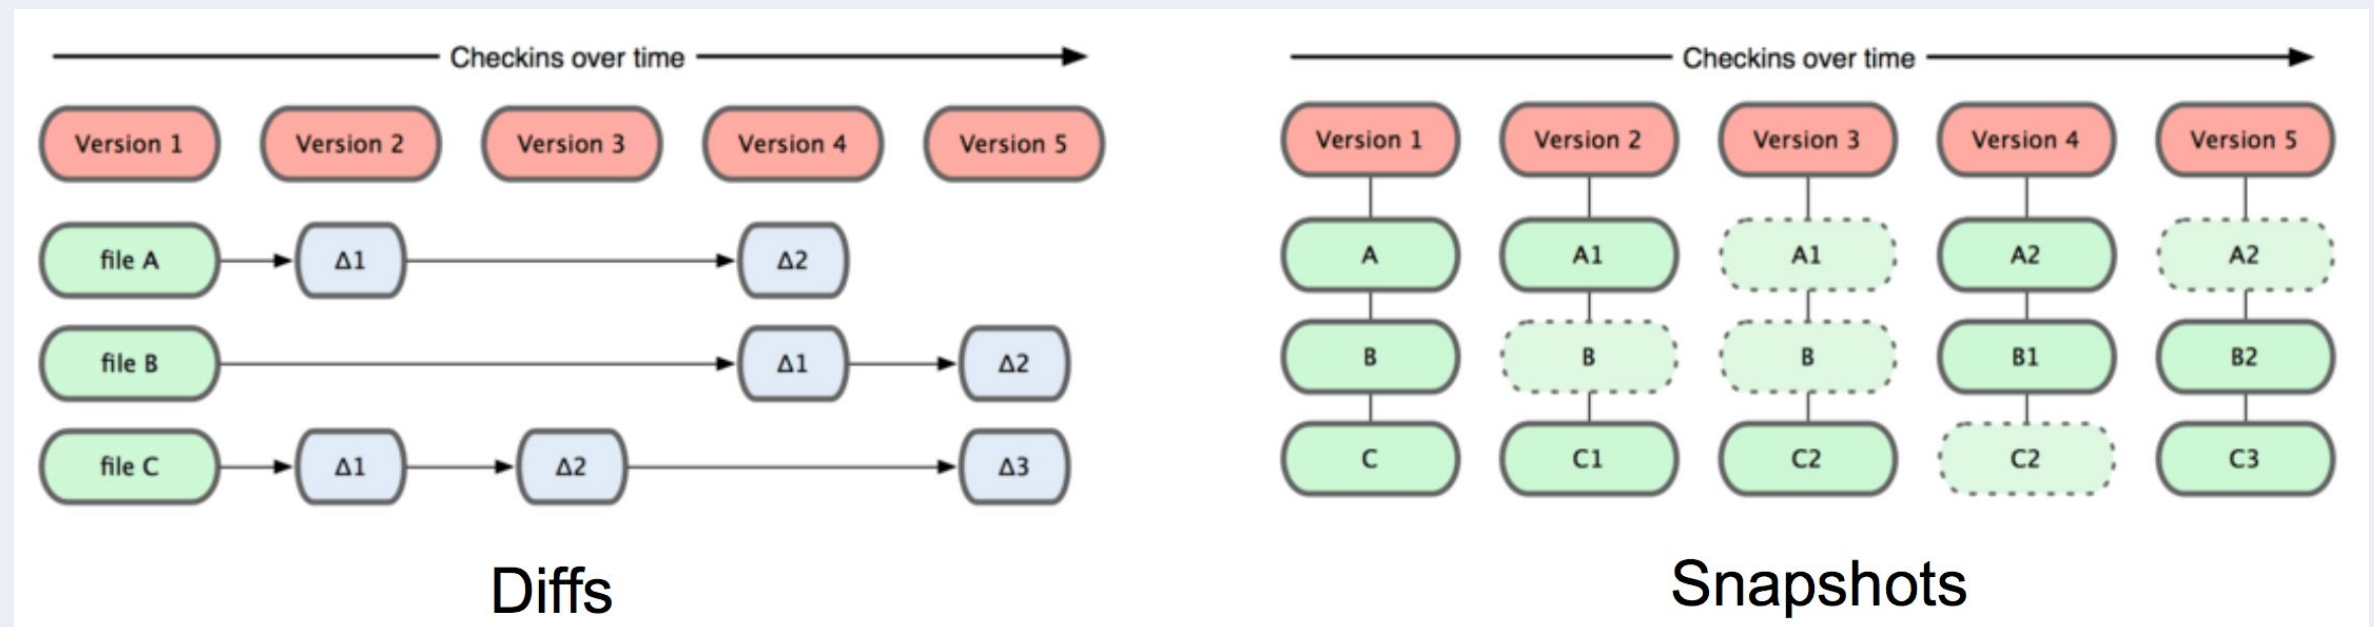 Checkins over time
Version 1 Version 2 Version 3 Version 4 Version 5
file A Δ1 Δ2
file B Δ1 Δ2
file C Δ1 Δ2 Δ3
Diffs
Checkins over time
Version 1 Version 2 Version 3 Version 4 Version 5
A A1 A1 A2 A2
B B B B1 B2
C C1 C2 C2 C3
Snapshots